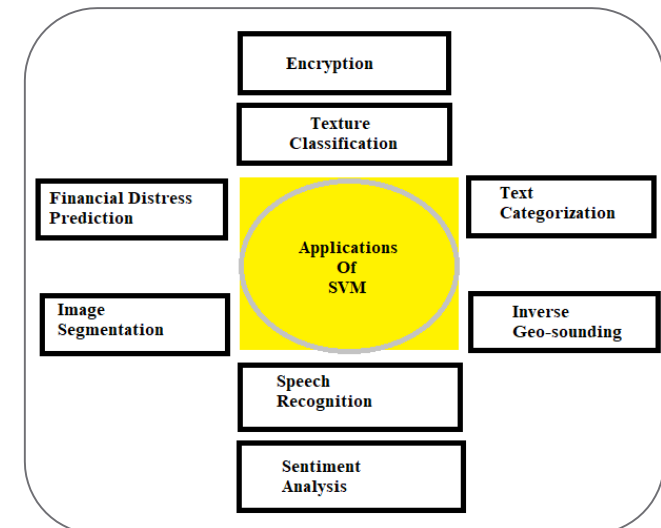 Encryption
Texture
Classification
Financial Distress
Prediction
Text
Categorization
Applications
Of
SVM
Image
Segmentation
Inverse
Geo-sounding
Speech
Recognition
Sentiment
Analysis